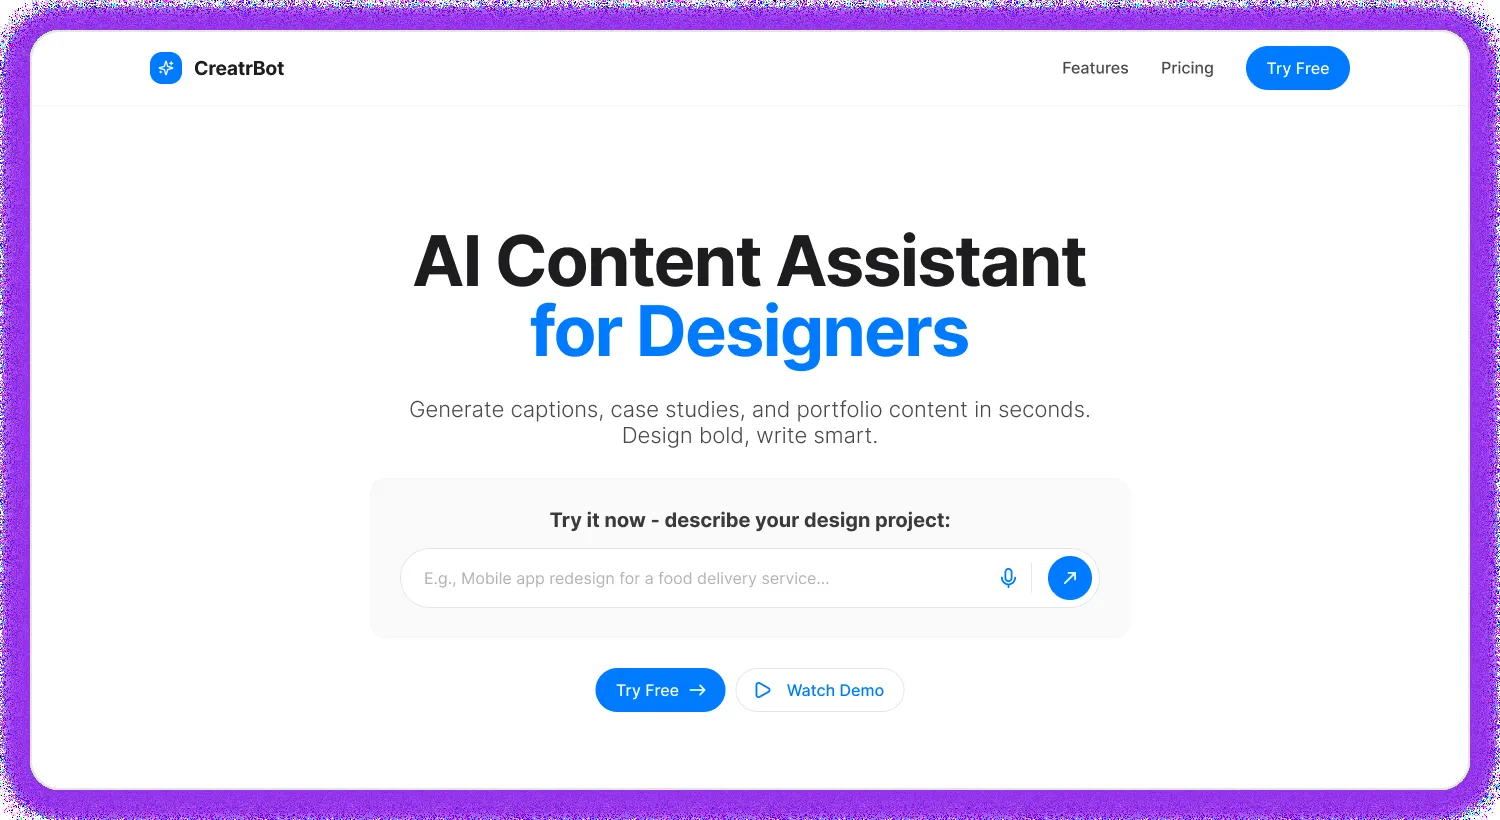 CreatrBot
Features
Pricing
Try Free
AI Content Assistant
for Designers
Generate captions, case studies, and portfolio content in seconds.
Design bold, write smart.
Try it now - describe your design project:
E.g., Mobile app redesign for a food delivery service...
Try Free
Watch Demo